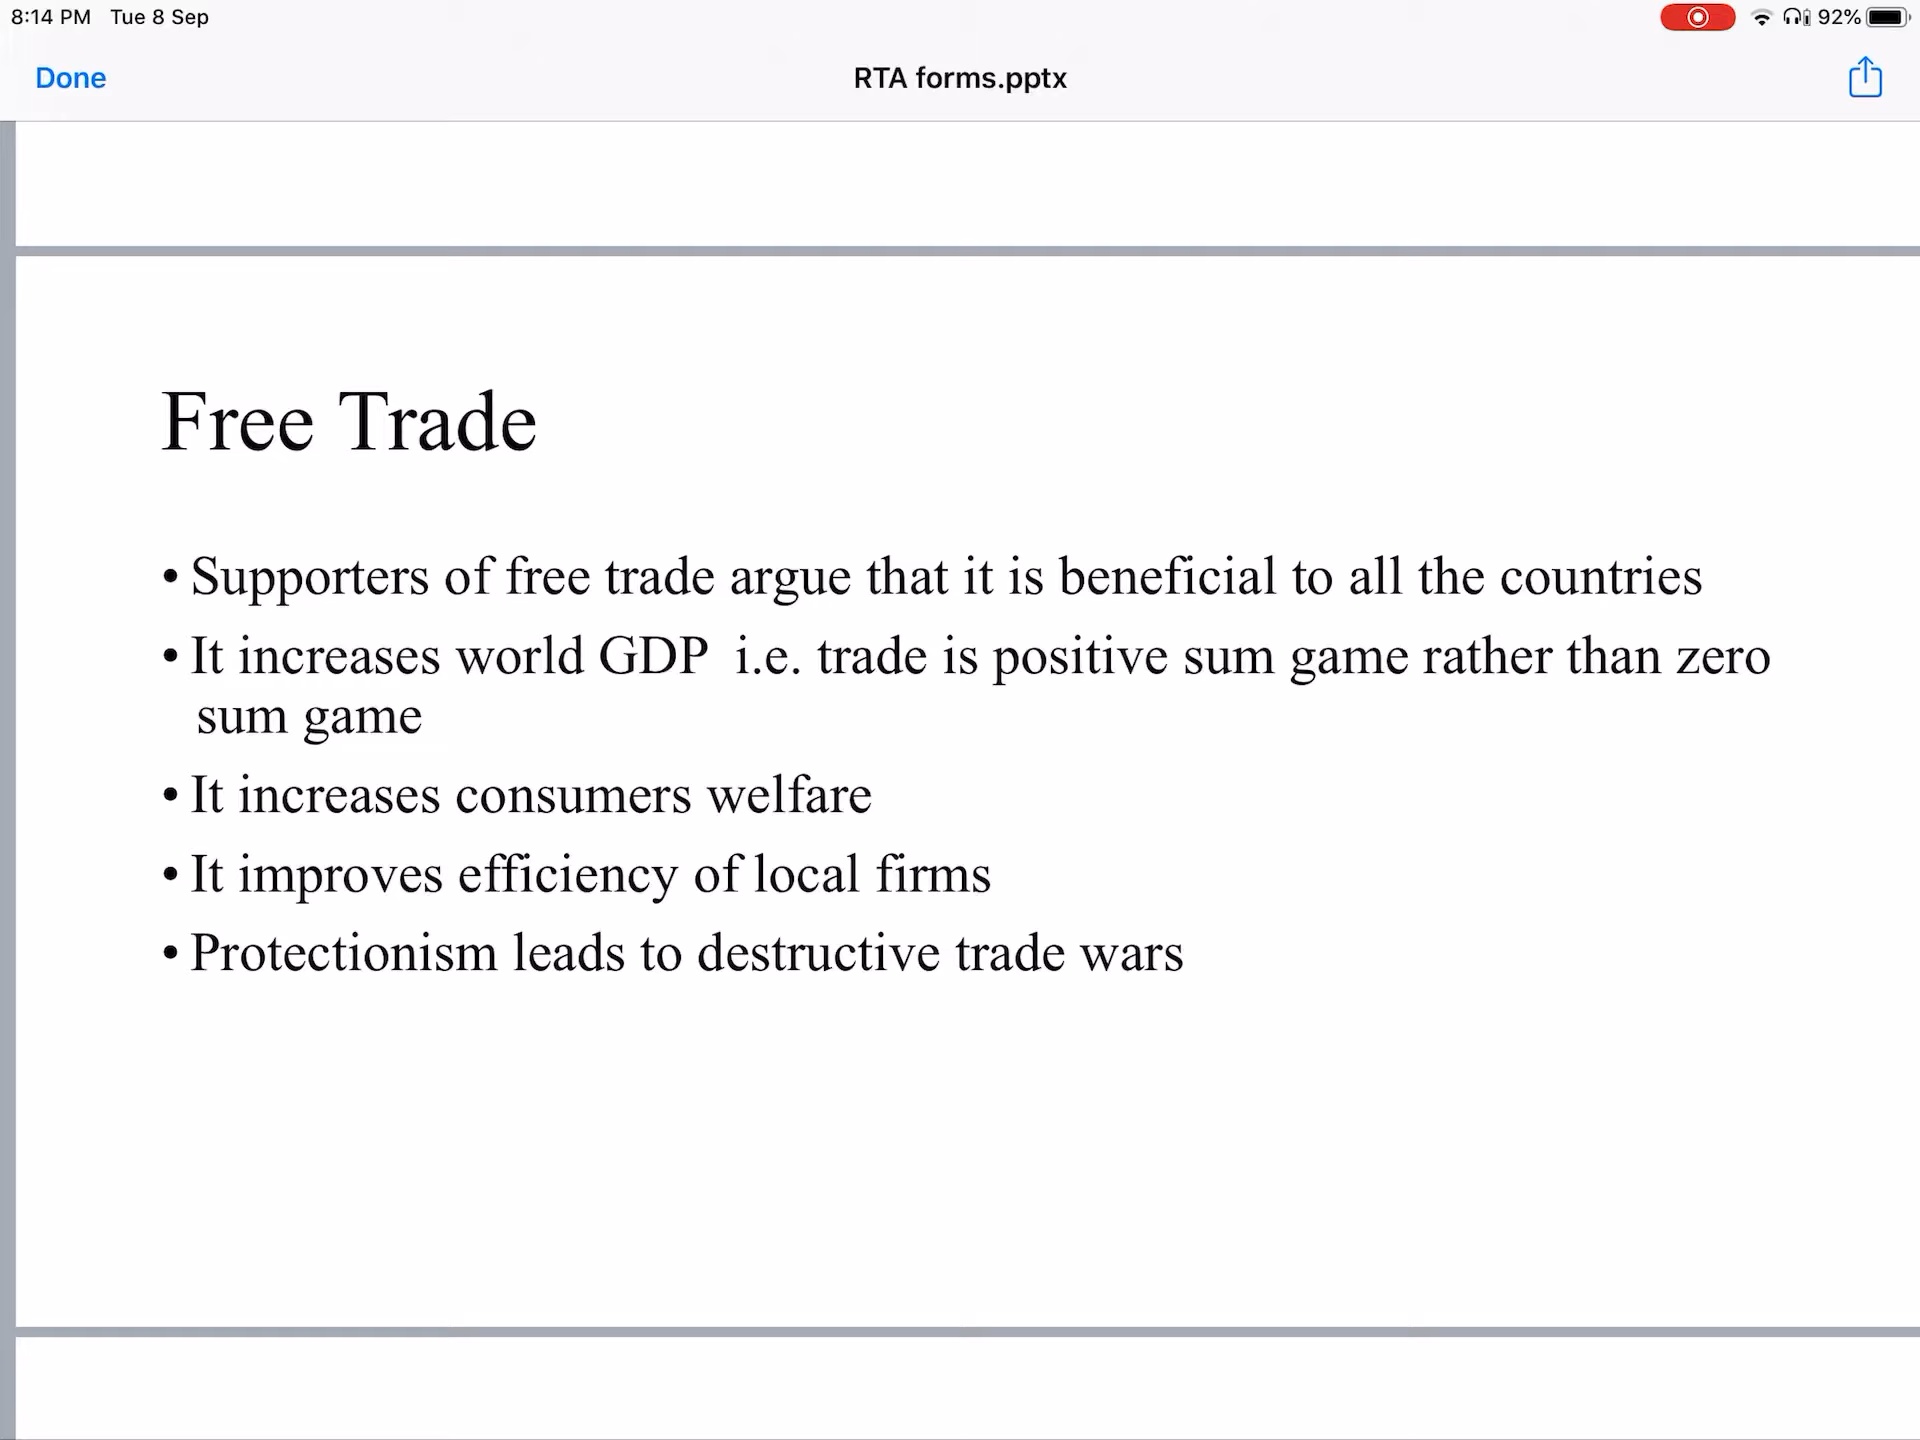 8:14 PM Tue 8 Sep 92%
Done RTA forms.pptx
Free Trade
• Supporters of free trade argue that it is beneficial to all the countries
• It increases world GDP i.e. trade is positive sum game rather than zero
sum game
• It increases consumers welfare
• It improves efficiency of local firms
• Protectionism leads to destructive trade wars